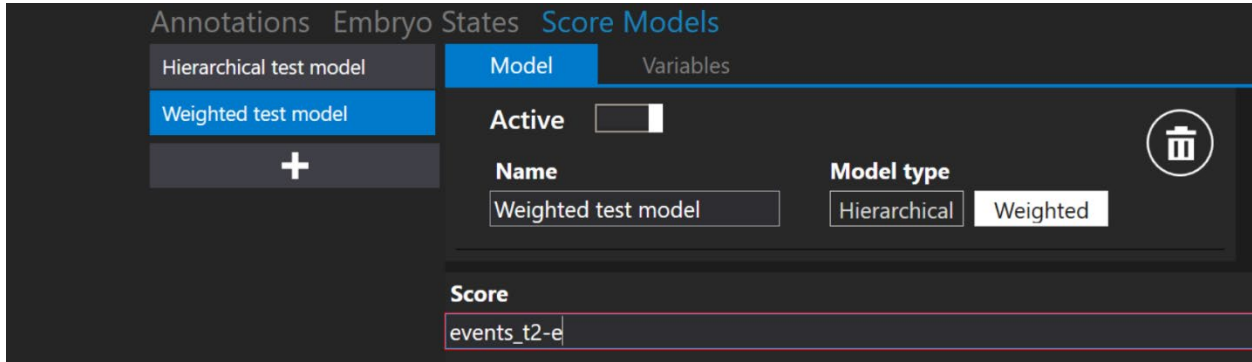 Annotations Embryo States Score Models
Hierarchical test model
Weighted test model
Model Variables
Active
Name
Weighted test model
Model type
Hierarchical Weighted
Score
events_t2-e